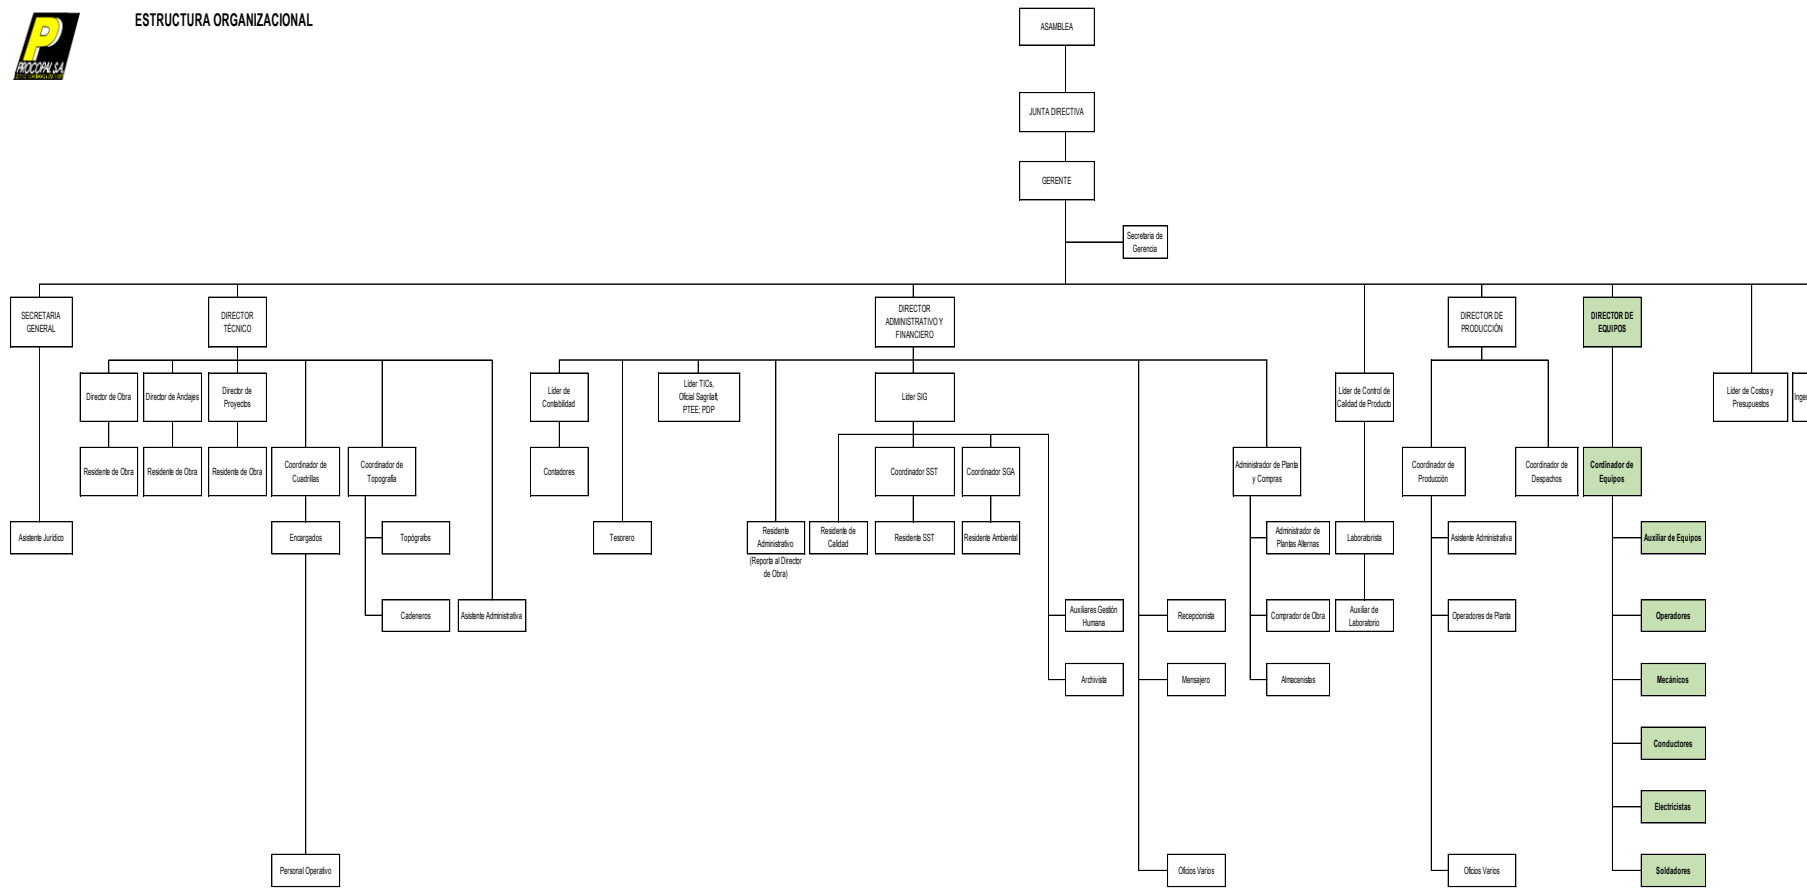 ESTRUCTURA ORGANIZACIONAL
P
PROCOPAL S.A.
ASAMBLEA
JUNTA DIRECTIVA
GERENTE
Secretaria de
Gerencia
SECRETARIA
GENERAL
DIRECTOR
TÉCNICO
DIRECTOR
ADMINISTRATIVO Y
FINANCIERO
DIRECTOR DE
PRODUCCIÓN
DIRECTOR DE
EQUIPOS
Director de Obra
Director de Anclajes
Director de
Proyectos
Líder de
Contabilidad
Líder TICs,
Oficial Sagrilaft,
PTEE; PDP
Líder SIG
Líder de Control de
Calidad de Producto
Líder de Costos y
Presupuestos
Residente de Obra
Residente de Obra
Residente de Obra
Coordinador de
Cuadrillas
Coordinador de
Topografía
Contadores
Coordinador SST
Coordinador SGA
Administrador de Planta
y Compras
Coordinador de
Producción
Coordinador de
Despachos
Cordinador de
Equipos
Asistente Jurídico
Encargados
Topógrafos
Tesorero
Residente
Administrativo
(Reporta al Director
de Obra)
Residente de
Calidad
Residente SST
Residente Ambiental
Administrador de
Plantas Alternas
Laboratorista
Asistente Administrativa
Auxiliar de Equipos
Cadeneros
Asistente Administrativa
Auxiliares Gestión
Humana
Recepcionista
Comprador de Obra
Auxiliar de
Laboratorio
Operadores de Planta
Operadores
Archivista
Mensajero
Almacenistas
Mecánicos
Conductores
Electricistas
Personal Operativo
Oficios Varios
Oficios Varios
Soldadores